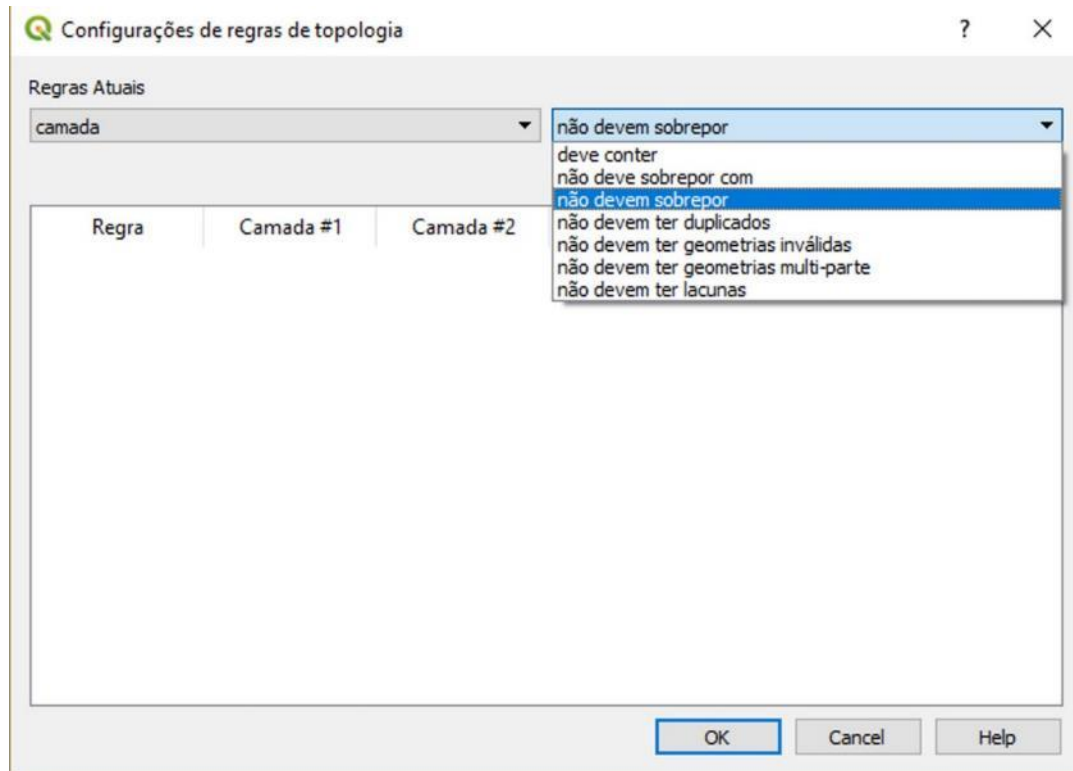 Configurações de regras de topologia ? X
Regras Atuais
camada não devem sobrepor
deve conter
não deve sobrepor com
não devem sobrepor
não devem ter duplicados
não devem ter geometrias inválidas
não devem ter geometrias multi-parte
não devem ter lacunas
Regra Camada #1 Camada #2
OK Cancel Help